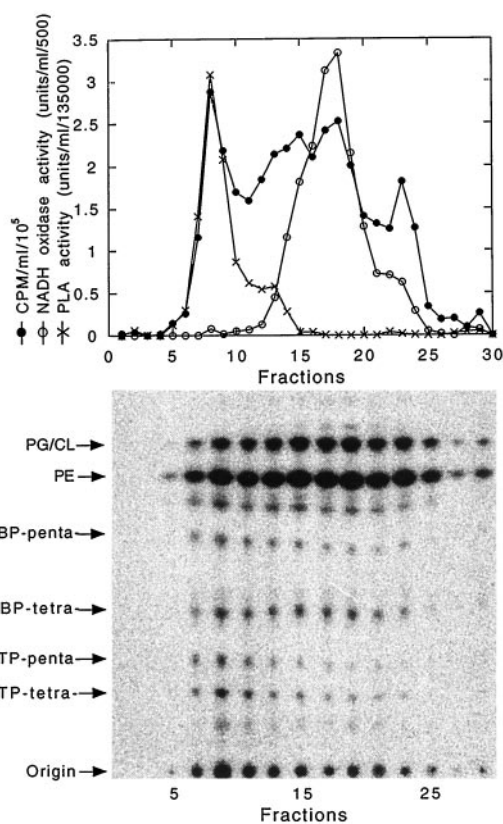 CPM/ml/10⁵
NADH oxidase activity (units/ml/500)
PLA activity (units/ml/135000)
3.5
3
2.5
2
1.5
1
0.5
0
0 5 10 15 20 25 30
Fractions
PG/CL
PE
BP-penta
BP-tetra
TP-penta
TP-tetra-
Origin
5 15 25
Fractions